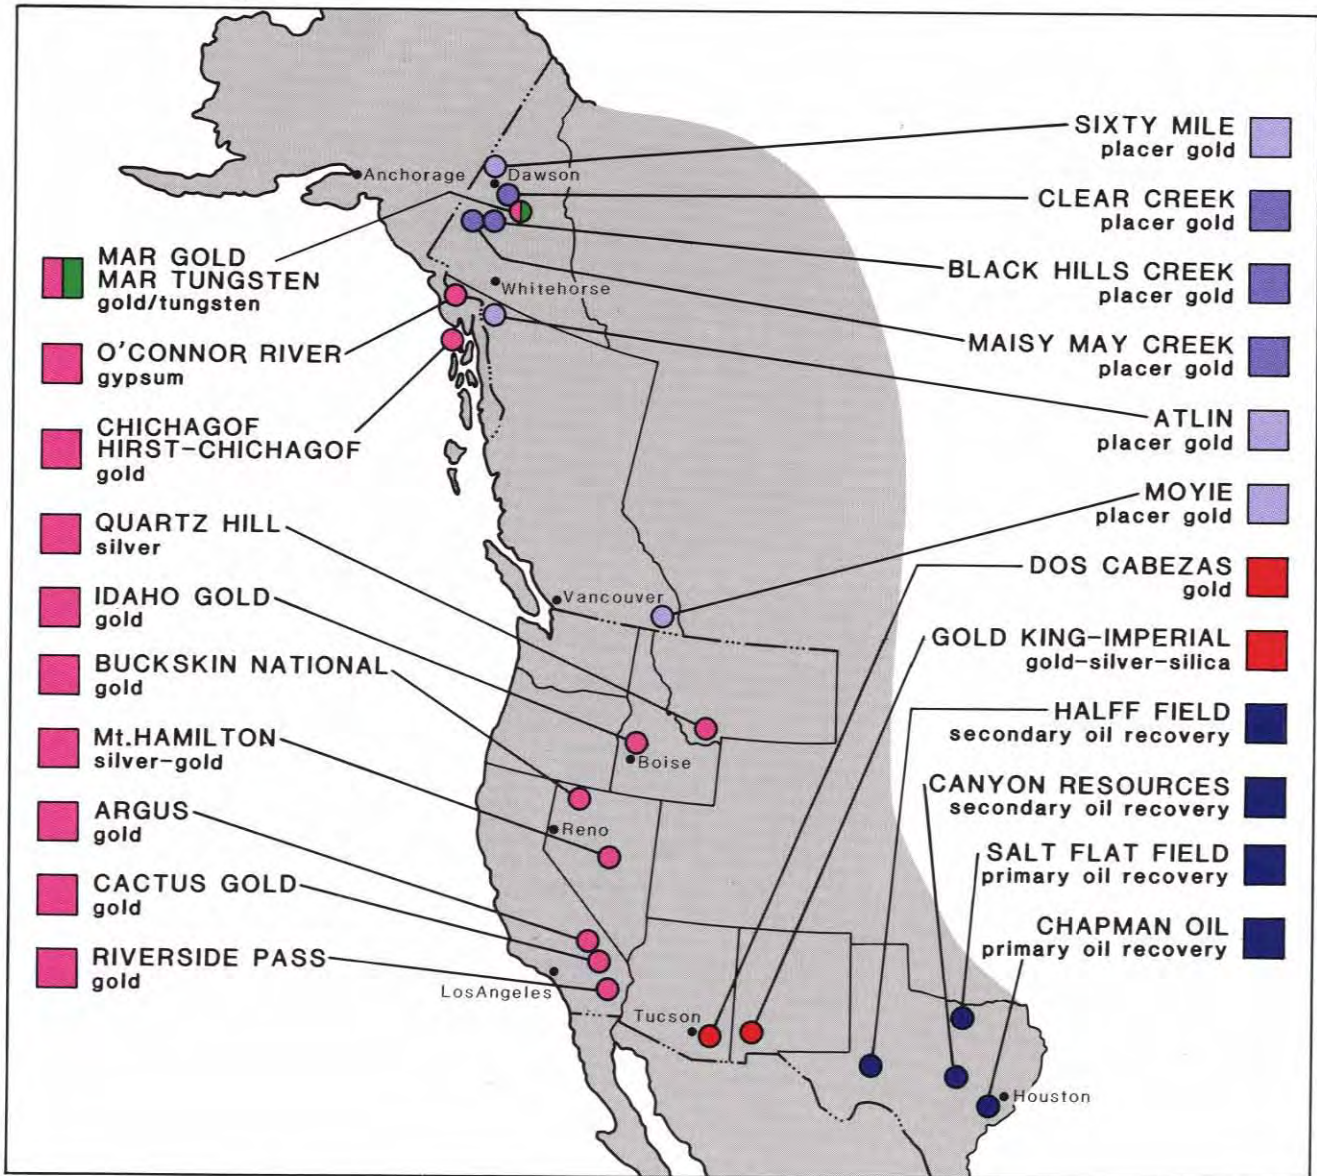 MAR GOLD
MAR TUNGSTEN
gold/tungsten
O'CONNOR RIVER
gypsum
CHICHAGOF
HIRST-CHICHAGOF
gold
QUARTZ HILL
silver
IDAHO GOLD
gold
BUCKSKIN NATIONAL
gold
Mt.HAMILTON
silver-gold
ARGUS
gold
CACTUS GOLD
gold
RIVERSIDE PASS
gold
Anchorage
Dawson
Whitehorse
Vancouver
Boise
Reno
LosAngeles
Tucson
Houston
SIXTY MILE
placer gold
CLEAR CREEK
placer gold
BLACK HILLS CREEK
placer gold
MAISY MAY CREEK
placer gold
ATLIN
placer gold
MOYIE
placer gold
DOS CABEZAS
gold
GOLD KING-IMPERIAL
gold-silver-silica
HALFF FIELD
secondary oil recovery
CANYON RESOURCES
secondary oil recovery
SALT FLAT FIELD
primary oil recovery
CHAPMAN OIL
primary oil recovery